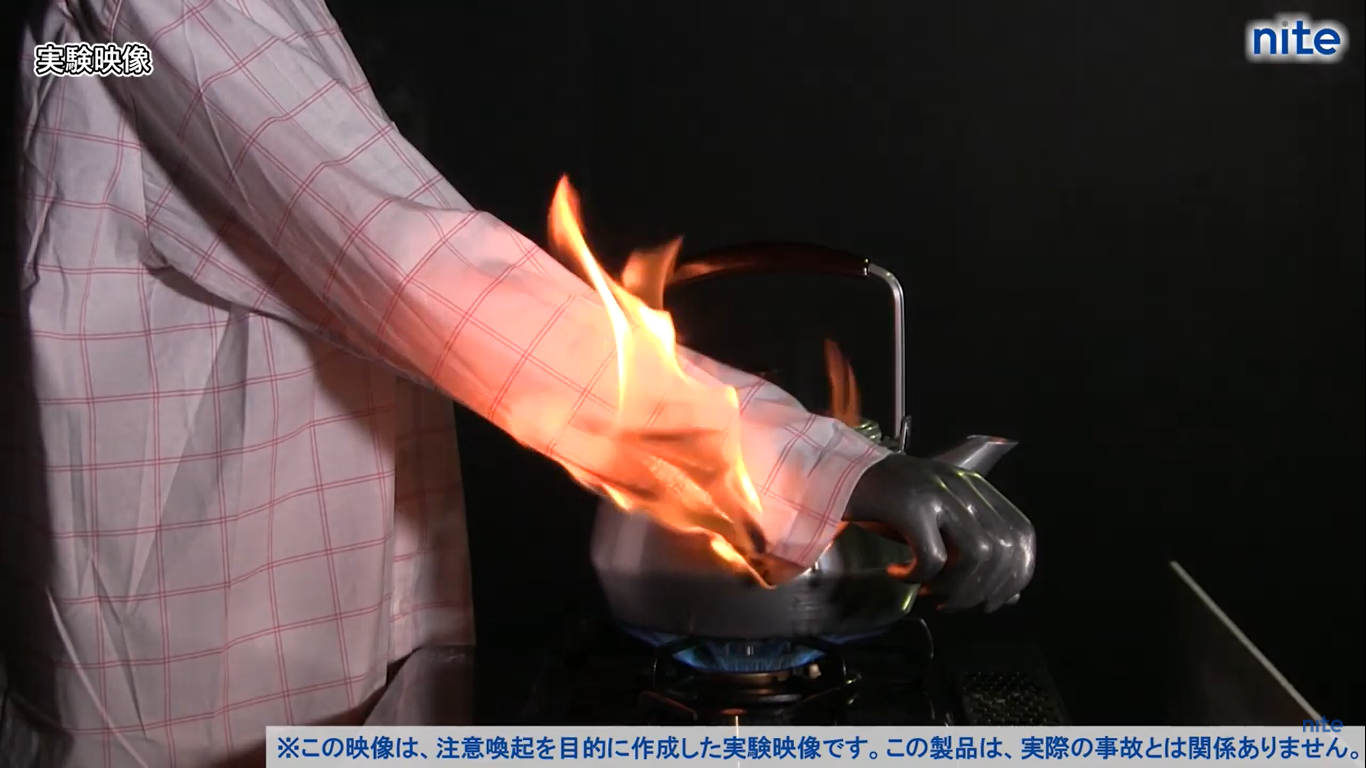 実験映像
nite
nite
※この映像は、注意喚起を目的に作成した実験映像です。この製品は、実際の事故とは関係ありません。